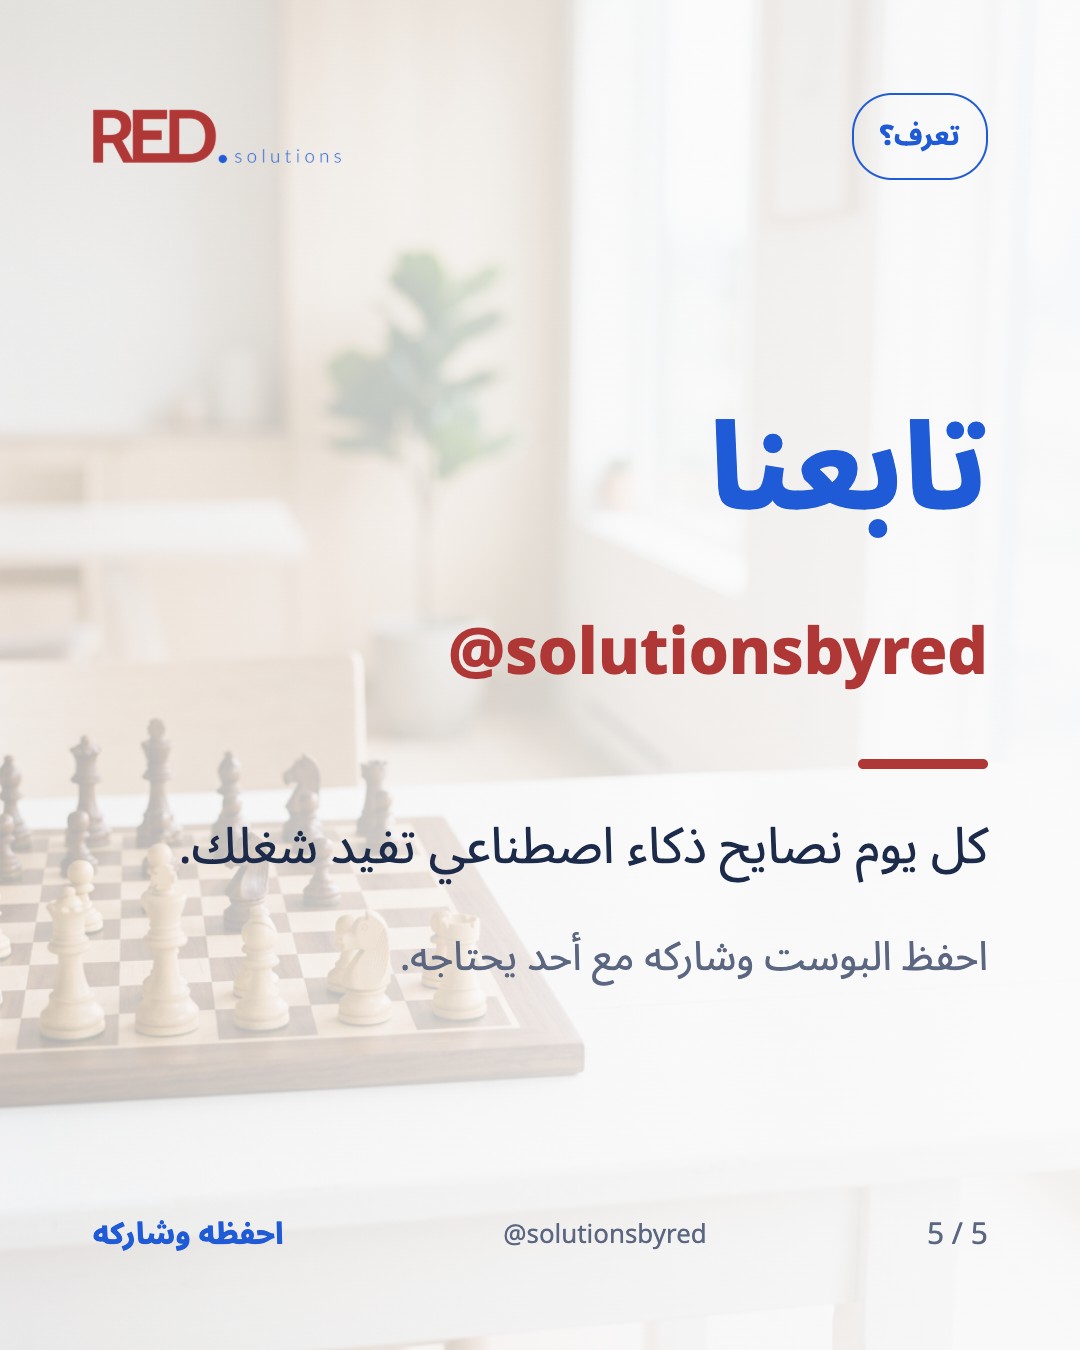 RED.solutions
تعرف؟
تابعنا
@solutionsbyred
كل يوم نصايح ذكاء اصطناعي تفيد شغلك.
احفظ البوست وشاركه مع أحد يحتاجه.
5 / 5
@solutionsbyred
احفظه وشاركه